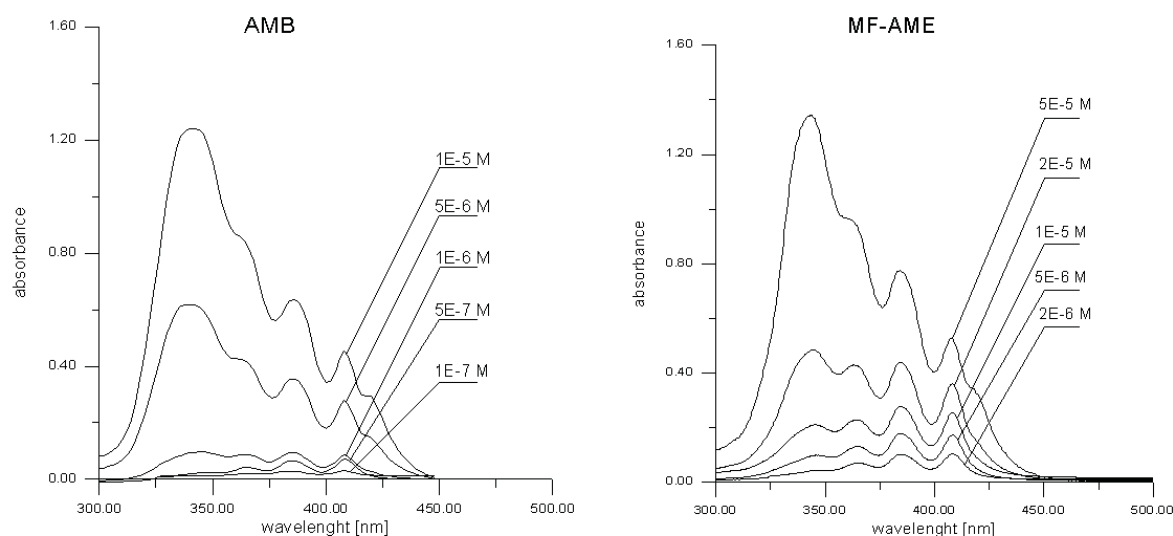 AMB
1.60
1.20
0.80
0.40
0.00
absorbance
1E-5 M
5E-6 M
1E-6 M
5E-7 M
1E-7 M
300.00 350.00 400.00 450.00 500.00
wavelenght [nm]
MF-AME
1.60
1.20
0.80
0.40
0.00
absorbance
5E-5 M
2E-5 M
1E-5 M
5E-6 M
2E-6 M
300.00 350.00 400.00 450.00 500.00
wavelenght [nm]